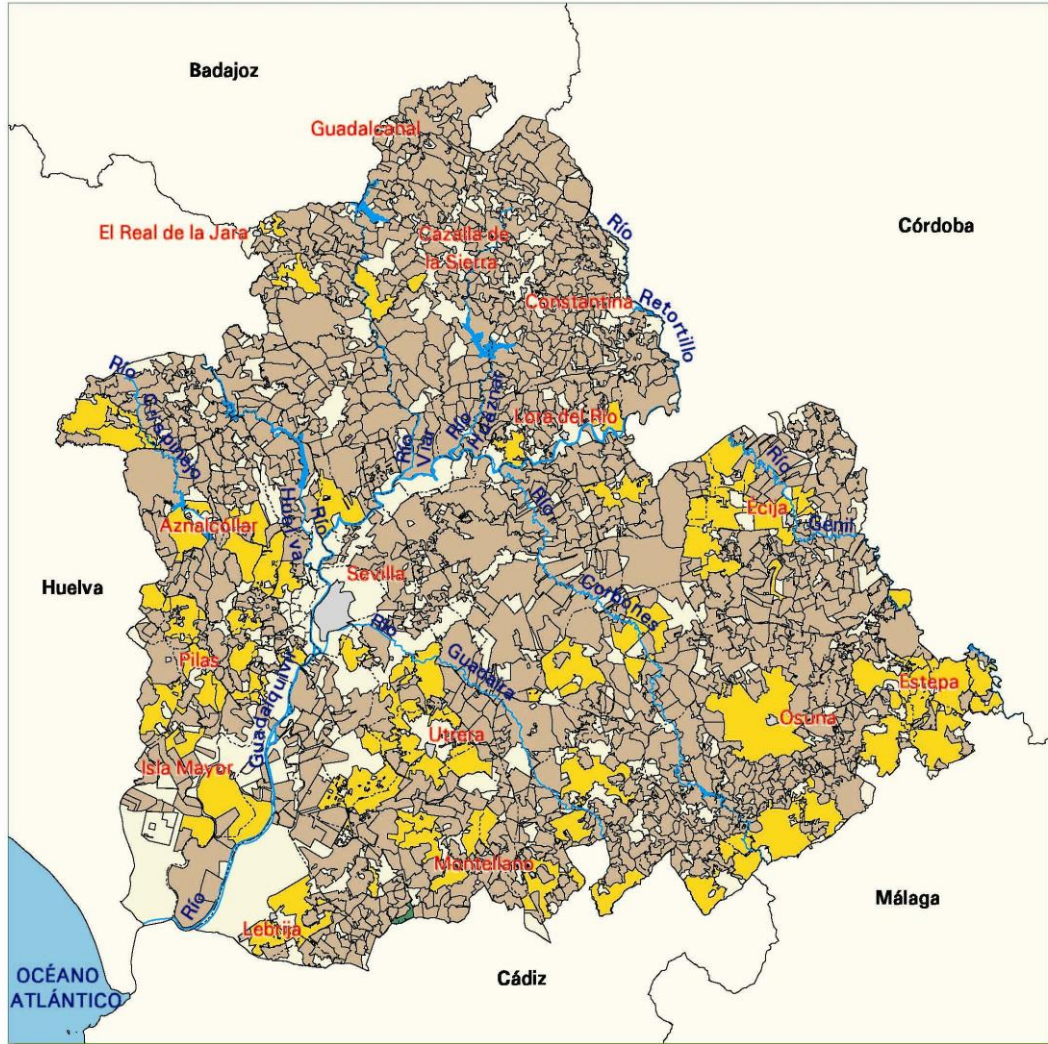 Badajoz
Guadalcanal
El Real de la Jara
Cazalla de
la Sierra
Río
Retortillo
Córdoba
Constantina
Río
Crispinejo
Río
Huelva
Río
Viar
Río
Huéznar
Lora del Río
Río
Écija
Genil
Aznalcóllar
Río
Corbones
Huelva
Sevilla
Río
Guadaira
Pilas
Río
Guadalquivir
Estepa
Osuna
Utrera
Isla Mayor
Montellano
Río
Lebrija
Málaga
Cádiz
OCÉANO
ATLÁNTICO